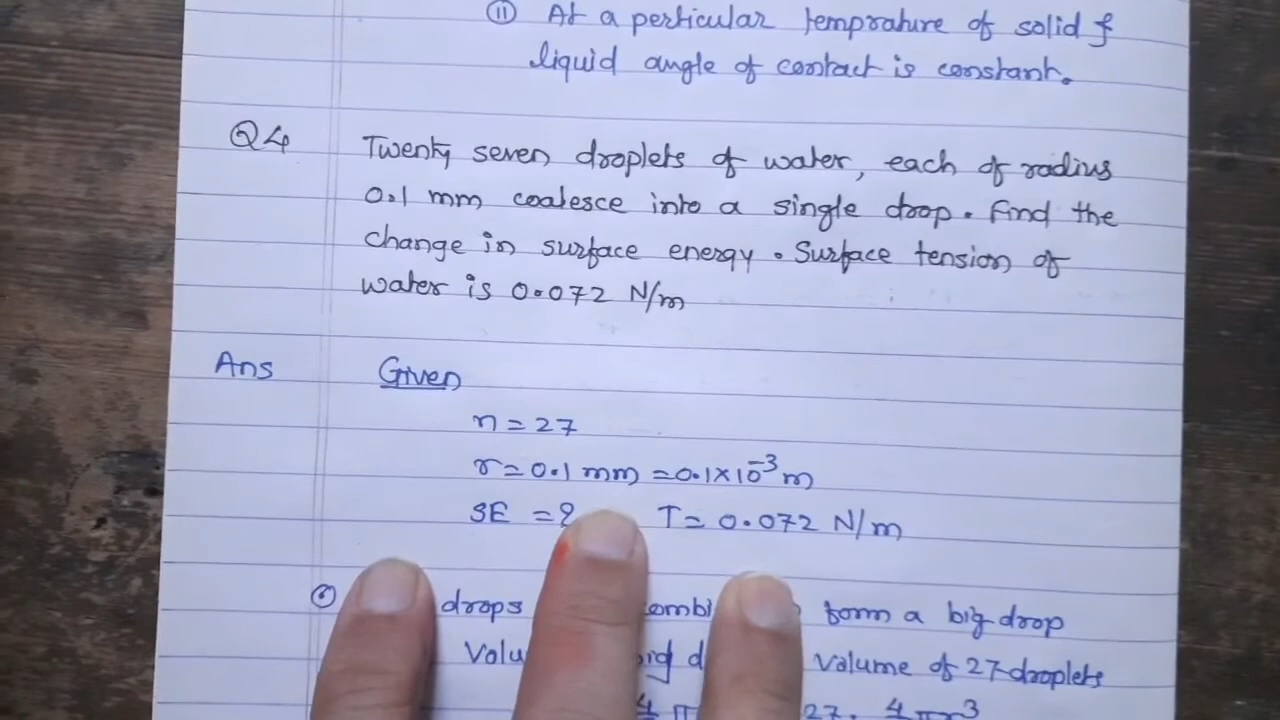 (ii) At a perticular temprature of solid &
liquid angle of contact is constant.
Q4 Twenty seven droplets of water, each of radius
0.1 mm coalesce into a single drop. Find the
change in surface energy. Surface tension of
water is 0.072 N/m
Ans Given
n = 27
r = 0.1 mm = 0.1×10⁻³ m
SE = ? T = 0.072 N/m
drops form a big drop
volume of 27 droplets
27. 4πr³